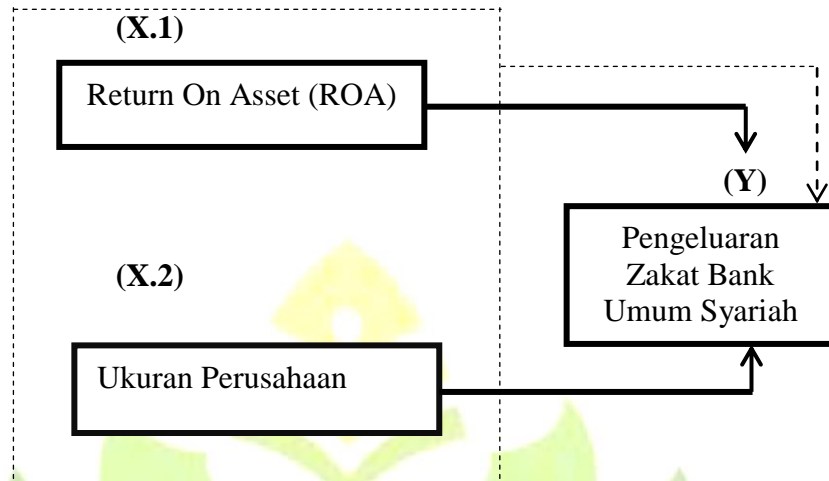 (X.1)
Return On Asset (ROA)
(Y)
Pengeluaran
Zakat Bank
Umum Syariah
(X.2)
Ukuran Perusahaan